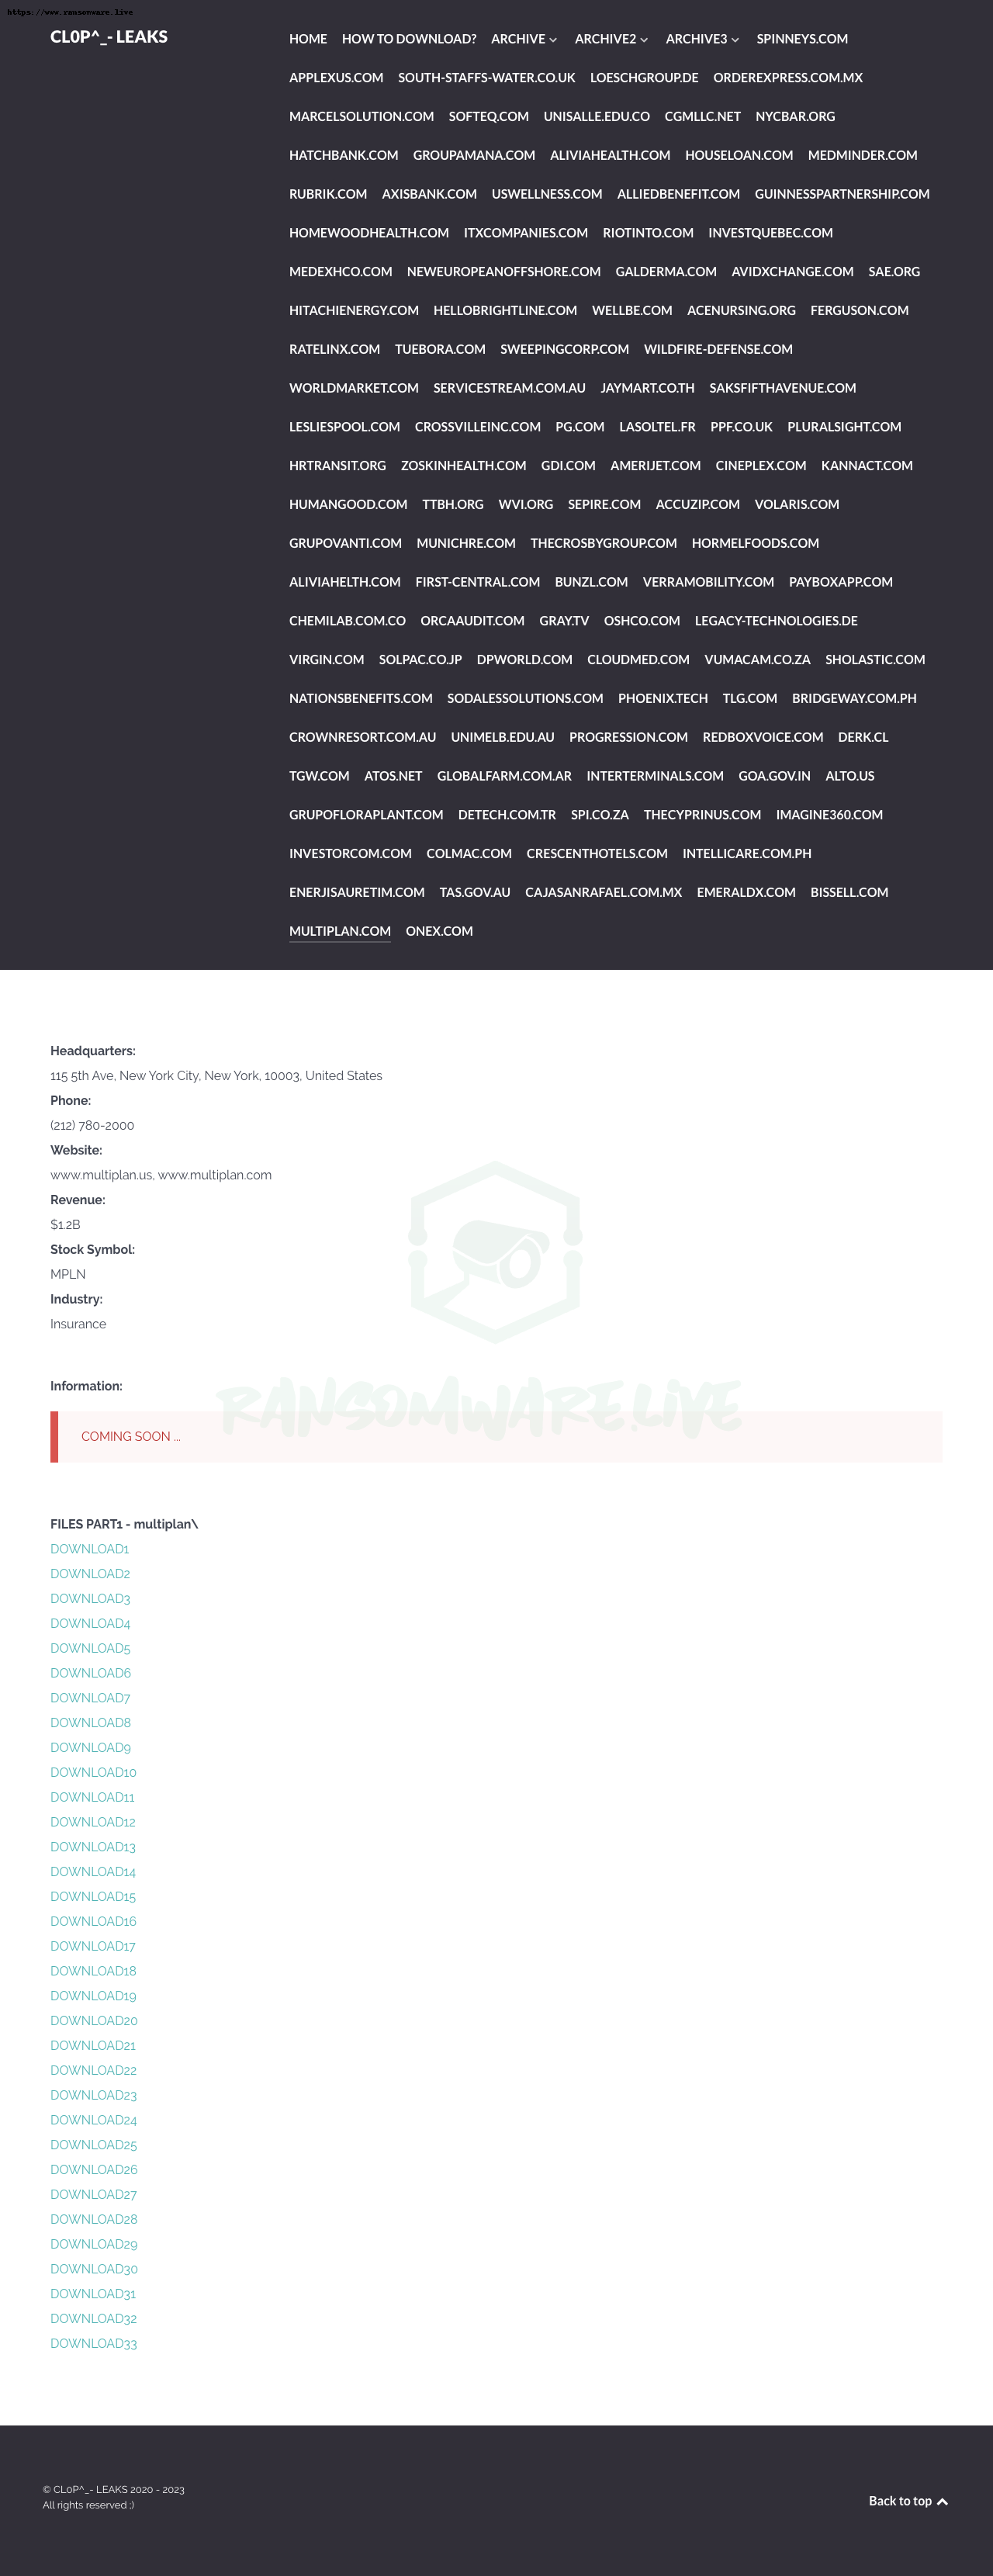 https://www.ransomware.live
CL0P^_- LEAKS
HOME HOW TO DOWNLOAD? ARCHIVE ARCHIVE2 ARCHIVE3 SPINNEYS.COM
APPLEXUS.COM SOUTH-STAFFS-WATER.CO.UK LOESCHGROUP.DE ORDEREXPRESS.COM.MX
MARCELSOLUTION.COM SOFTEQ.COM UNISALLE.EDU.CO CGMLLC.NET NYCBAR.ORG
HATCHBANK.COM GROUPAMANA.COM ALIVIAHEALTH.COM HOUSELOAN.COM MEDMINDER.COM
RUBRIK.COM AXISBANK.COM USWELLNESS.COM ALLIEDBENEFIT.COM GUINNESSPARTNERSHIP.COM
HOMEWOODHEALTH.COM ITXCOMPANIES.COM RIOTINTO.COM INVESTQUEBEC.COM
MEDEXHCO.COM NEWEUROPEANOFFSHORE.COM GALDERMA.COM AVIDXCHANGE.COM SAE.ORG
HITACHIENERGY.COM HELLOBRIGHTLINE.COM WELLBE.COM ACENURSING.ORG FERGUSON.COM
RATELINX.COM TUEBORA.COM SWEEPINGCORP.COM WILDFIRE-DEFENSE.COM
WORLDMARKET.COM SERVICESTREAM.COM.AU JAYMART.CO.TH SAKSFIFTHAVENUE.COM
LESLIESPOOL.COM CROSSVILLEINC.COM PG.COM LASOLTEL.FR PPF.CO.UK PLURALSIGHT.COM
HRTRANSIT.ORG ZOSKINHEALTH.COM GDI.COM AMERIJET.COM CINEPLEX.COM KANNACT.COM
HUMANGOOD.COM TTBH.ORG WVI.ORG SEPIRE.COM ACCUZIP.COM VOLARIS.COM
GRUPOVANTI.COM MUNICHRE.COM THECROSBYGROUP.COM HORMELFOODS.COM
ALIVIAHELTH.COM FIRST-CENTRAL.COM BUNZL.COM VERRAMOBILITY.COM PAYBOXAPP.COM
CHEMILAB.COM.CO ORCAAUDIT.COM GRAY.TV OSHCO.COM LEGACY-TECHNOLOGIES.DE
VIRGIN.COM SOLPAC.CO.JP DPWORLD.COM CLOUDMED.COM VUMACAM.CO.ZA SHOLASTIC.COM
NATIONSBENEFITS.COM SODALESSOLUTIONS.COM PHOENIX.TECH TLG.COM BRIDGEWAY.COM.PH
CROWNRESORT.COM.AU UNIMELB.EDU.AU PROGRESSION.COM REDBOXVOICE.COM DERK.CL
TGW.COM ATOS.NET GLOBALFARM.COM.AR INTERTERMINALS.COM GOA.GOV.IN ALTO.US
GRUPOFLORAPLANT.COM DETECH.COM.TR SPI.CO.ZA THECYPRINUS.COM IMAGINE360.COM
INVESTORCOM.COM COLMAC.COM CRESCENTHOTELS.COM INTELLICARE.COM.PH
ENERJISAURETIM.COM TAS.GOV.AU CAJASANRAFAEL.COM.MX EMERALDX.COM BISSELL.COM
MULTIPLAN.COM ONEX.COM
Headquarters:
115 5th Ave, New York City, New York, 10003, United States
Phone:
(212) 780-2000
Website:
www.multiplan.us, www.multiplan.com
Revenue:
$1.2B
Stock Symbol:
MPLN
Industry:
Insurance
Information:
RANSOMWARE.LIVE
COMING SOON ...
FILES PART1 - multiplan\
DOWNLOAD1
DOWNLOAD2
DOWNLOAD3
DOWNLOAD4
DOWNLOAD5
DOWNLOAD6
DOWNLOAD7
DOWNLOAD8
DOWNLOAD9
DOWNLOAD10
DOWNLOAD11
DOWNLOAD12
DOWNLOAD13
DOWNLOAD14
DOWNLOAD15
DOWNLOAD16
DOWNLOAD17
DOWNLOAD18
DOWNLOAD19
DOWNLOAD20
DOWNLOAD21
DOWNLOAD22
DOWNLOAD23
DOWNLOAD24
DOWNLOAD25
DOWNLOAD26
DOWNLOAD27
DOWNLOAD28
DOWNLOAD29
DOWNLOAD30
DOWNLOAD31
DOWNLOAD32
DOWNLOAD33
© CL0P^_- LEAKS 2020 - 2023
All rights reserved ;)
Back to top